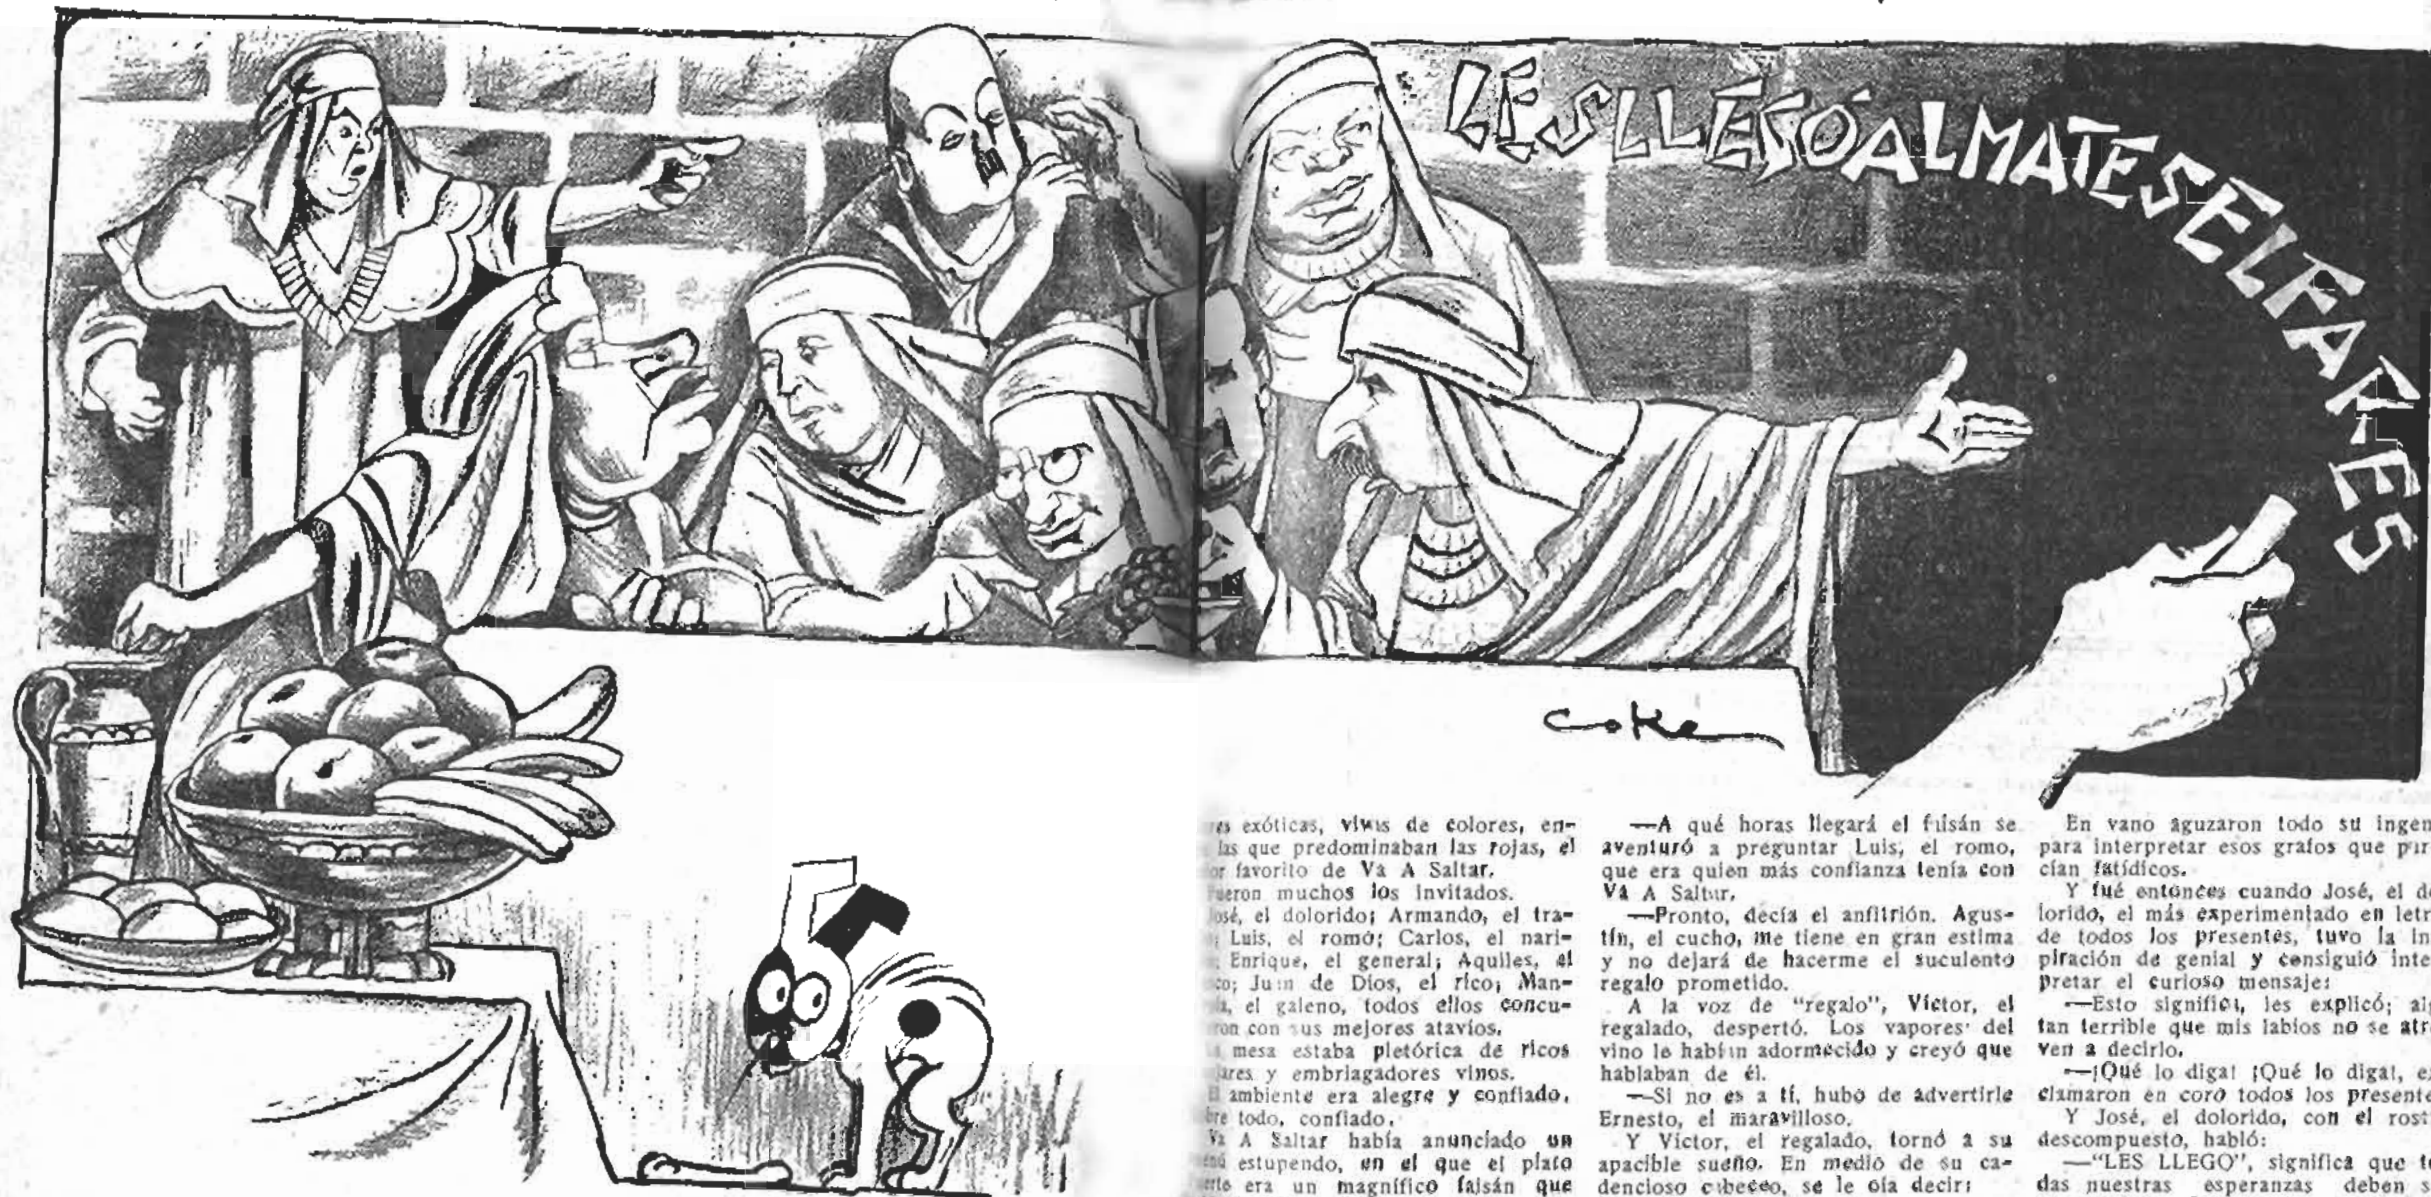 LES LLEGÓ AL MATES EL FARES
Coke
exóticas, vivas de colores, en-
las que predominaban las rojas, el
favorito de Va A Saltar.
fueron muchos los invitados.
José, el dolorido; Armando, el tra-
Luis, el romo; Carlos, el nari-
Enrique, el general; Aquiles, el
Juan de Dios, el rico; Man-
el galeno, todos ellos concu-
con sus mejores atavíos.
mesa estaba pletórica de ricos
y embriagadores vinos.
ambiente era alegre y confiado,
todo, confiado.
Va A Saltar había anunciado un
estupendo, en el que el plato
era un magnífico faisán que
—A qué horas llegará el faisán se
aventuró a preguntar Luis, el romo,
que era quien más confianza tenía con
Va A Saltar.
—Pronto, decía el anfitrión. Agus-
tín, el cucho, me tiene en gran estima
y no dejará de hacerme el suculento
regalo prometido.
A la voz de "regalo", Víctor, el
regalado, despertó. Los vapores del
vino le habían adormecido y creyó que
hablaban de él.
—Si no es a tí, hubo de advertirle
Ernesto, el maravilloso.
Y Víctor, el regalado, tornó a su
apacible sueño. En medio de su ca-
dencioso cabeceo, se le oía decir:
En vano aguzaron todo su ingen
para interpretar esos grafos que par
cían fatídicos.
Y fué entonces cuando José, el do
lorido, el más experimentado en letr
de todos los presentes, tuvo la in
piración de genial y consiguió inte
pretar el curioso mensaje:
—Esto significa, les explicó; al
tan terrible que mis labios no se atr
ven a decirlo.
—¡Qué lo diga! ¡Qué lo diga!, e
clamaron en coro todos los present
Y José, el dolorido, con el rost
descompuesto, habló:
—"LES LLEGO", significa que to
das nuestras esperanzas deben s